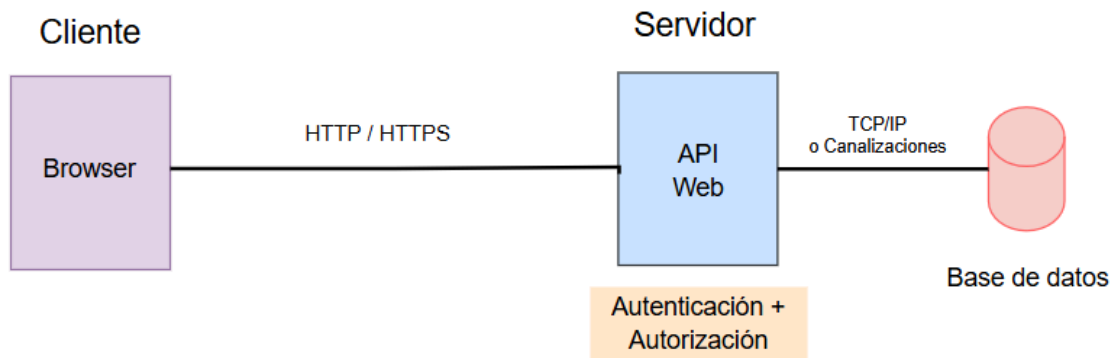 Cliente
Servidor
Browser
HTTP / HTTPS
API
Web
TCP/IP
o Canalizaciones
Base de datos
Autenticación +
Autorización